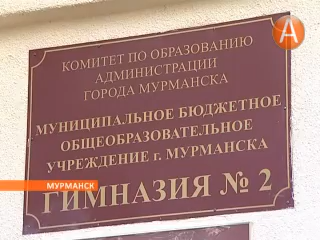 А
КОМИТЕТ ПО ОБРАЗОВАНИЮ
АДМИНИСТРАЦИИ
ГОРОДА МУРМАНСКА
МУНИЦИПАЛЬНОЕ БЮДЖЕТНОЕ
ОБЩЕОБРАЗОВАТЕЛЬНОЕ
УЧРЕЖДЕНИЕ г. МУРМАНСКА
ГИМНАЗИЯ № 2
МУРМАНСК